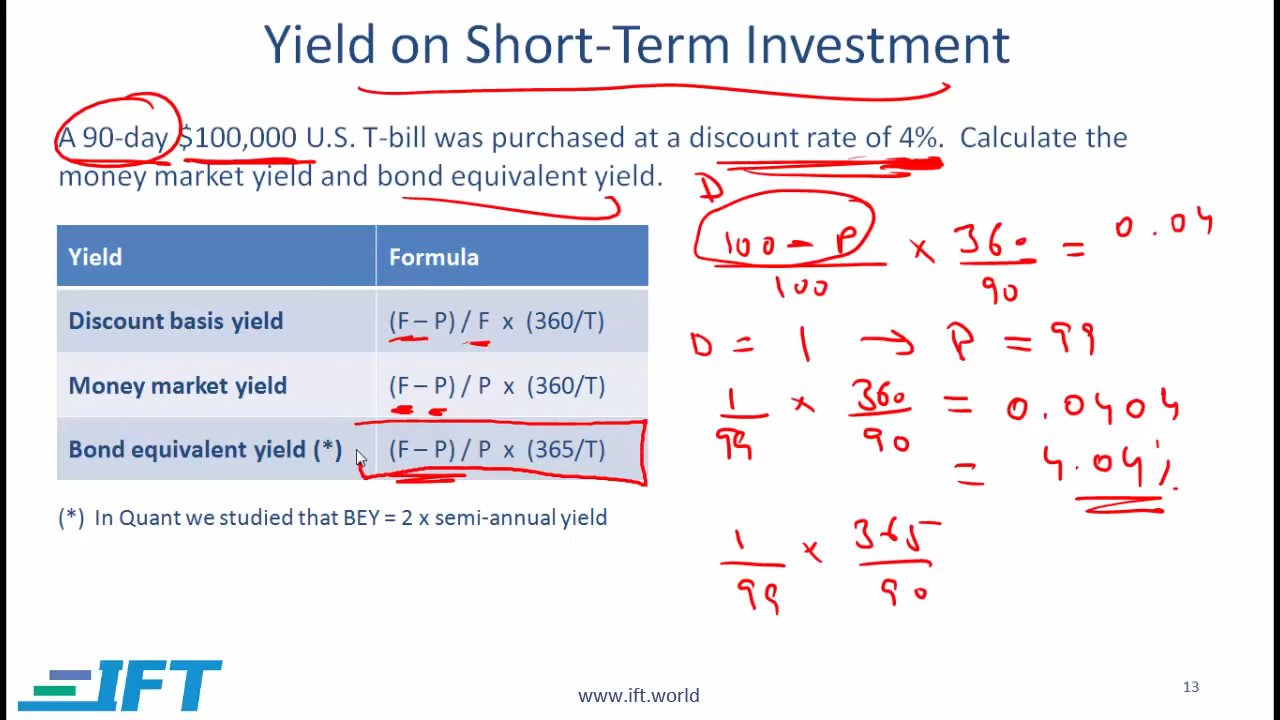 Yield on Short-Term Investment
A 90-day $100,000 U.S. T-bill was purchased at a discount rate of 4%. Calculate the
money market yield and bond equivalent yield.
D
100 - P / 100 × 360 / 90 = 0.04
D = 1 → P = 99
1 / 99 × 360 / 90 = 0.0404
= 4.04%
1 / 99 × 365 / 90
Yield Formula
Discount basis yield (F – P) / F x (360/T)
Money market yield (F – P) / P x (360/T)
Bond equivalent yield (*) (F – P) / P x (365/T)
(*) In Quant we studied that BEY = 2 x semi-annual yield
IFT
www.ift.world
13